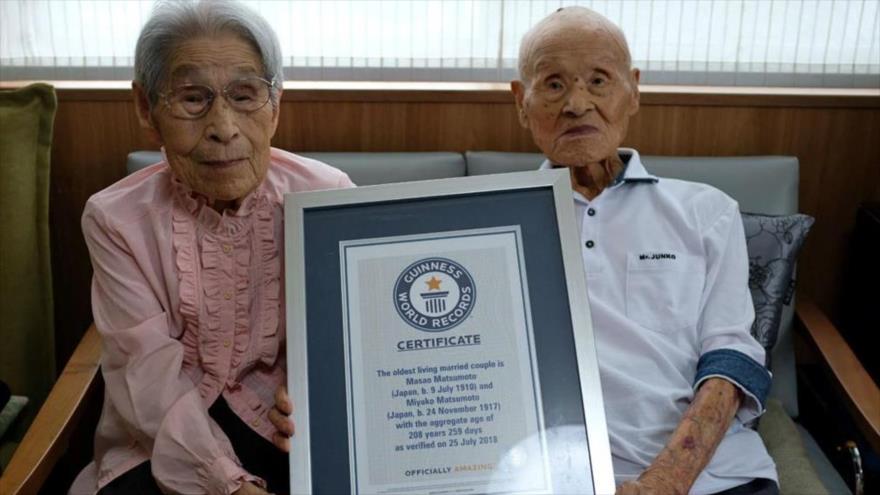 GUINNESS
WORLD RECORDS
CERTIFICATE
The oldest living married couple is
Masao Matsumoto
(Japan, b. 9 July 1910) and
Miyako Matsumoto
(Japan, b. 24 November 1917)
with the aggregate age of
208 years 259 days
as verified on 25 July 2018
OFFICIALLY AMAZING
Mr.JUNKO